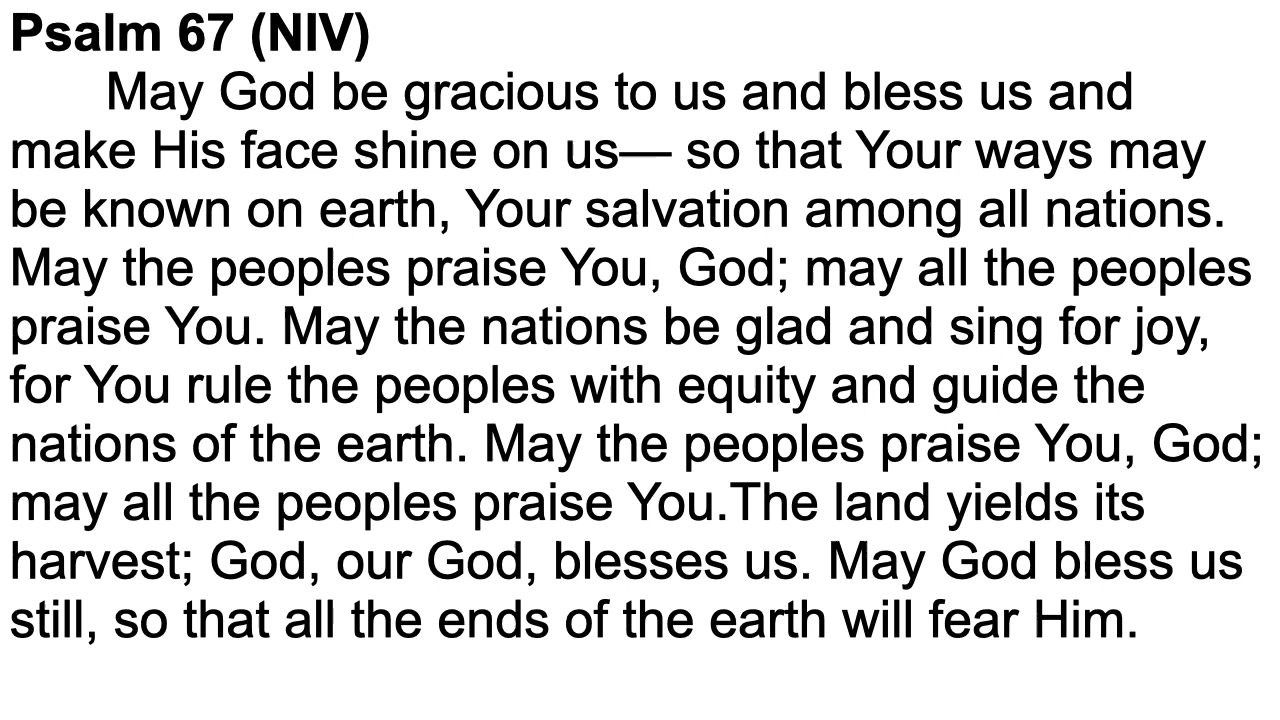 Psalm 67 (NIV)
May God be gracious to us and bless us and
make His face shine on us— so that Your ways may
be known on earth, Your salvation among all nations.
May the peoples praise You, God; may all the peoples
praise You. May the nations be glad and sing for joy,
for You rule the peoples with equity and guide the
nations of the earth. May the peoples praise You, God;
may all the peoples praise You.The land yields its
harvest; God, our God, blesses us. May God bless us
still, so that all the ends of the earth will fear Him.